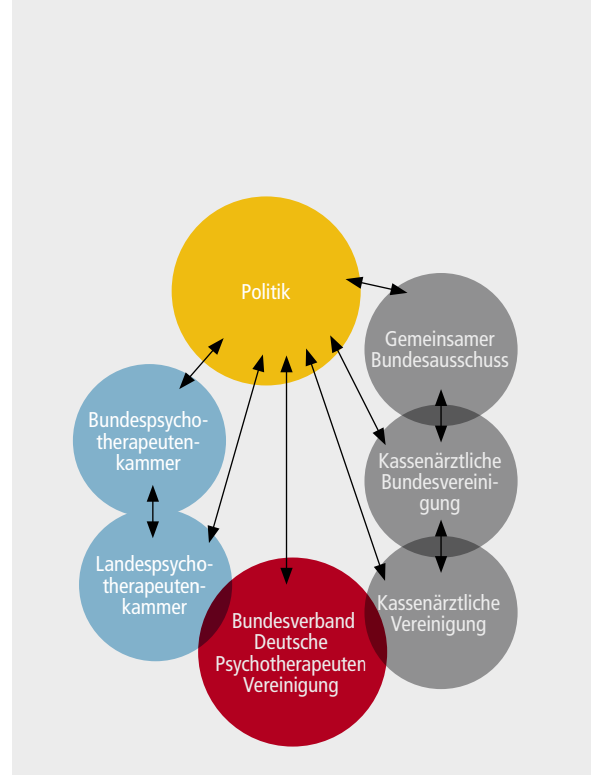 Politik
Gemeinsamer
Bundesausschuss
Bundespsycho-
therapeuten-
kammer
Kassenärztliche
Bundesvereini-
gung
Landespsycho-
therapeuten-
kammer
Kassenärztliche
Vereinigung
Bundesverband
Deutsche
Psychotherapeuten
Vereinigung